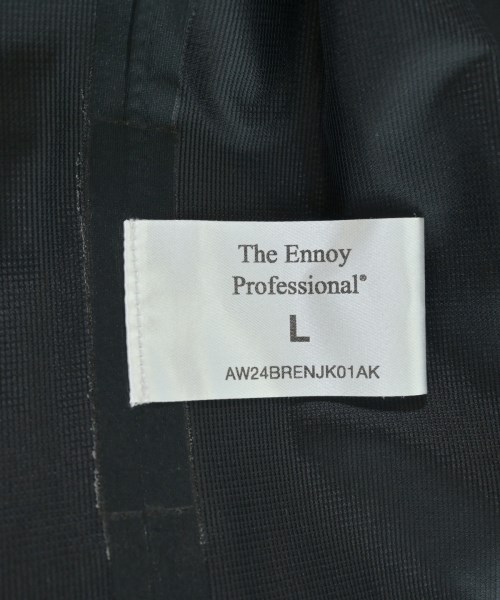 The Ennoy
Professional®
L
AW24BRENJK01AK